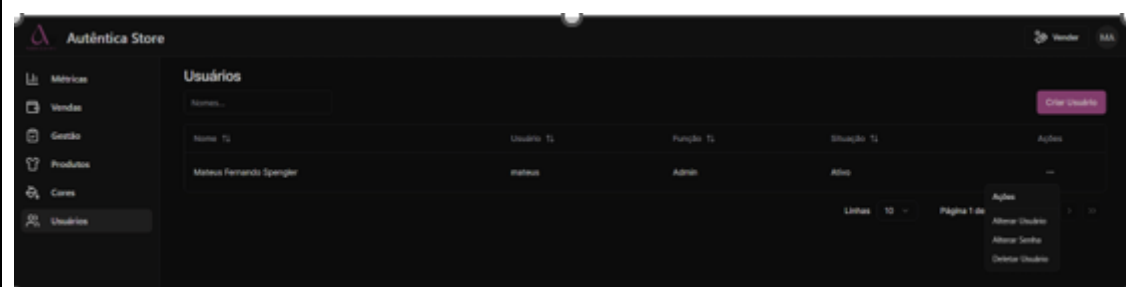 Autêntica Store
Vender MA
Métricas
Vendas
Gestão
Produtos
Cores
Usuários
Usuários
Nomes...
Criar Usuário
Nome Usuário Função Situação Ações
Mateus Fernando Spengler mateus Admin Ativo ...
Linhas 10 Página 1 de
Ações
Alterar Usuário
Alterar Senha
Deletar Usuário